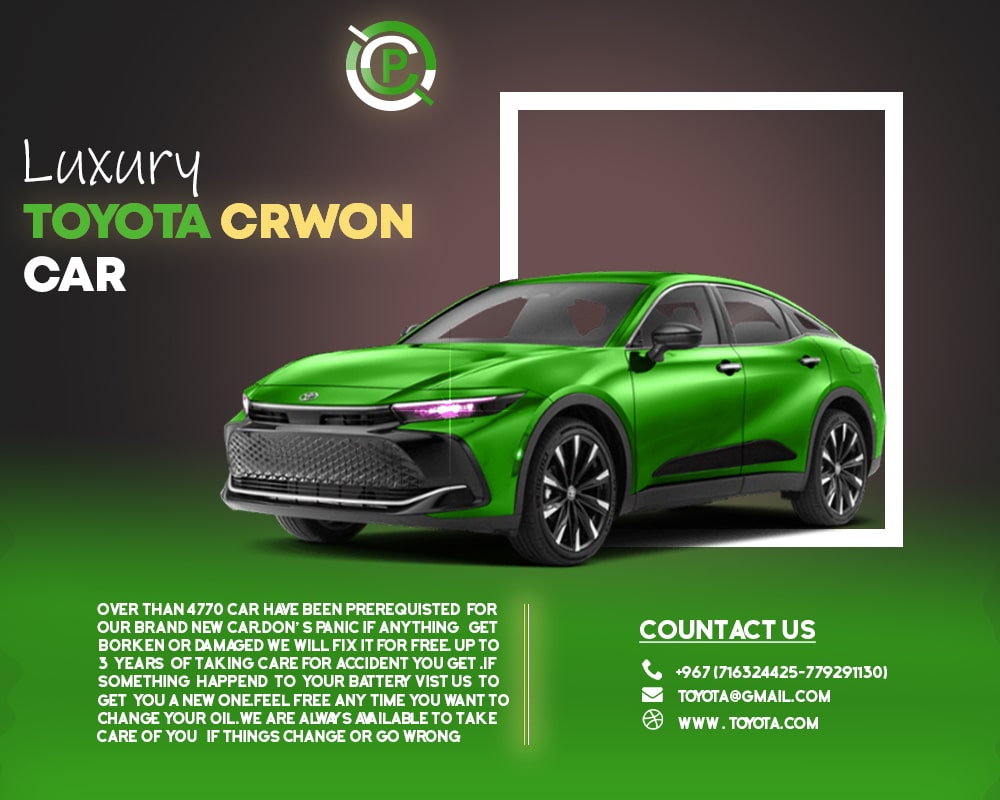 CP
Luxury
TOYOTA CRWON
CAR
OVER THAN 4770 CAR HAVE BEEN PREREQUISTED FOR
OUR BRAND NEW CAR.DON'S PANIC IF ANYTHING GET
BORKEN OR DAMAGED WE WILL FIX IT FOR FREE. UP TO
3 YEARS OF TAKING CARE FOR ACCIDENT YOU GET .IF
SOMETHING HAPPEND TO YOUR BATTERY VIST US TO
GET YOU A NEW ONE.FEEL FREE ANY TIME YOU WANT TO
CHANGE YOUR OIL.WE ARE ALWAYS AVAILABLE TO TAKE
CARE OF YOU IF THINGS CHANGE OR GO WRONG
COUNTACT US
+967 (716324425-779291130)
TOYOTA@GMAIL.COM
WWW . TOYOTA.COM